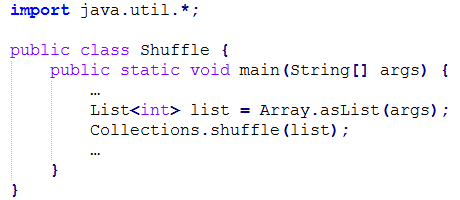 import java.util.*;
public class Shuffle {
public static void main(String[] args) {
…
List<int> list = Array.asList(args);
Collections.shuffle(list);
…
}
}